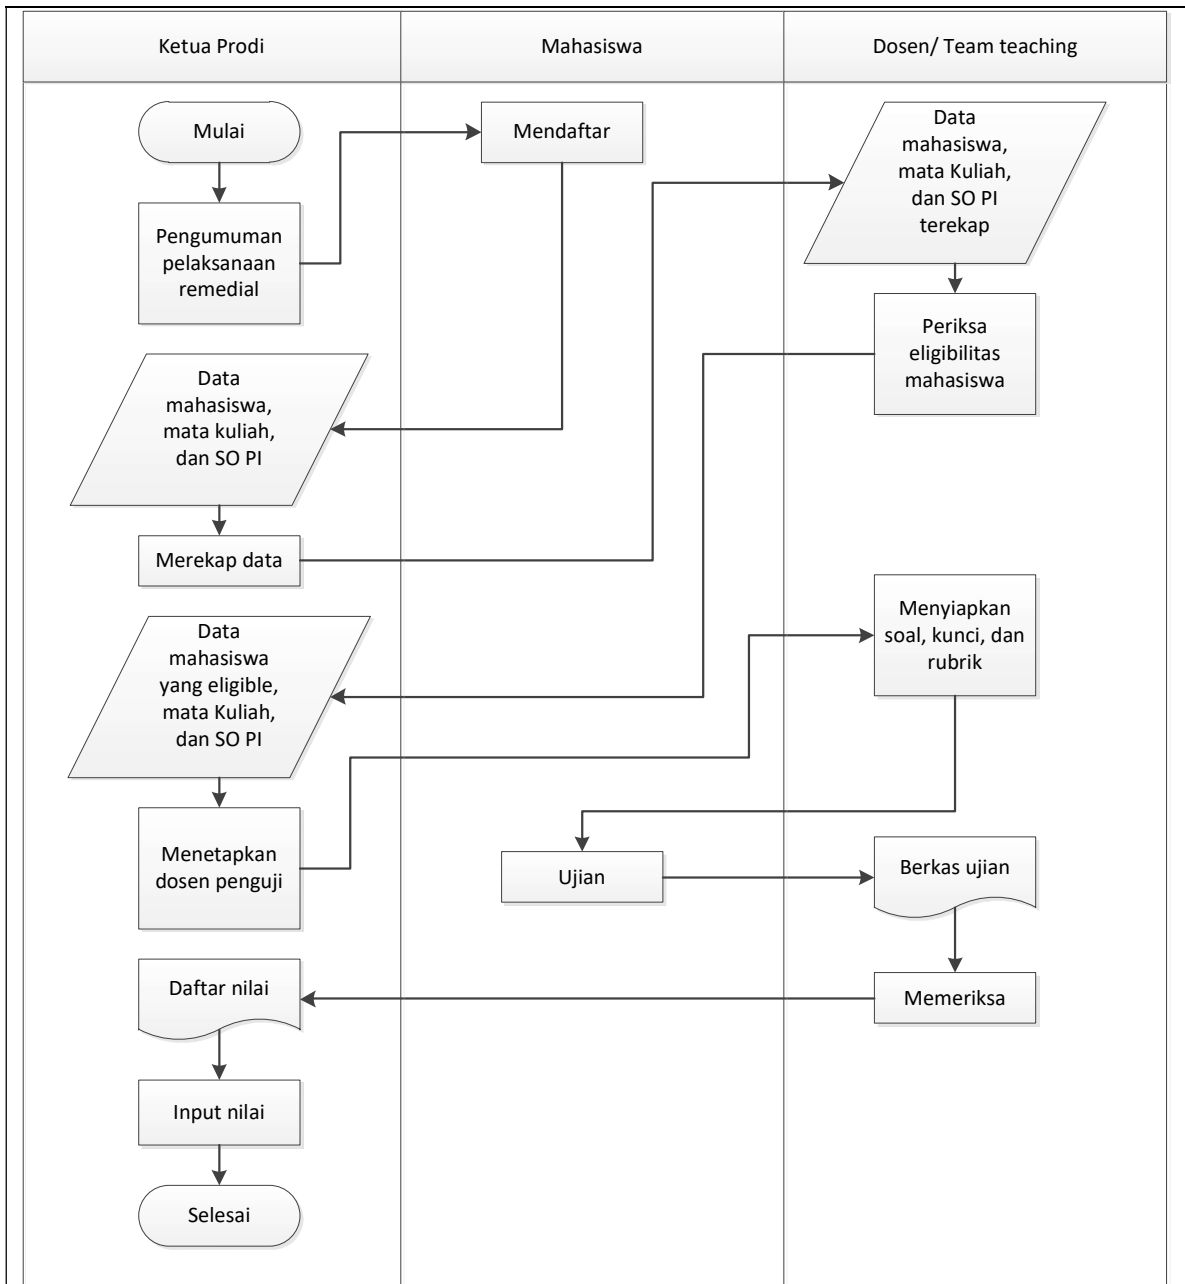 Ketua Prodi
Mahasiswa
Dosen/ Team teaching
Mulai
Pengumuman
pelaksanaan
remedial
Mendaftar
Data
mahasiswa,
mata kuliah,
dan SO PI
Merekap data
Data
mahasiswa,
mata Kuliah,
dan SO PI
terekap
Periksa
eligibilitas
mahasiswa
Data
mahasiswa
yang eligible,
mata Kuliah,
dan SO PI
Menetapkan
dosen penguji
Menyiapkan
soal, kunci, dan
rubrik
Ujian
Berkas ujian
Memeriksa
Daftar nilai
Input nilai
Selesai